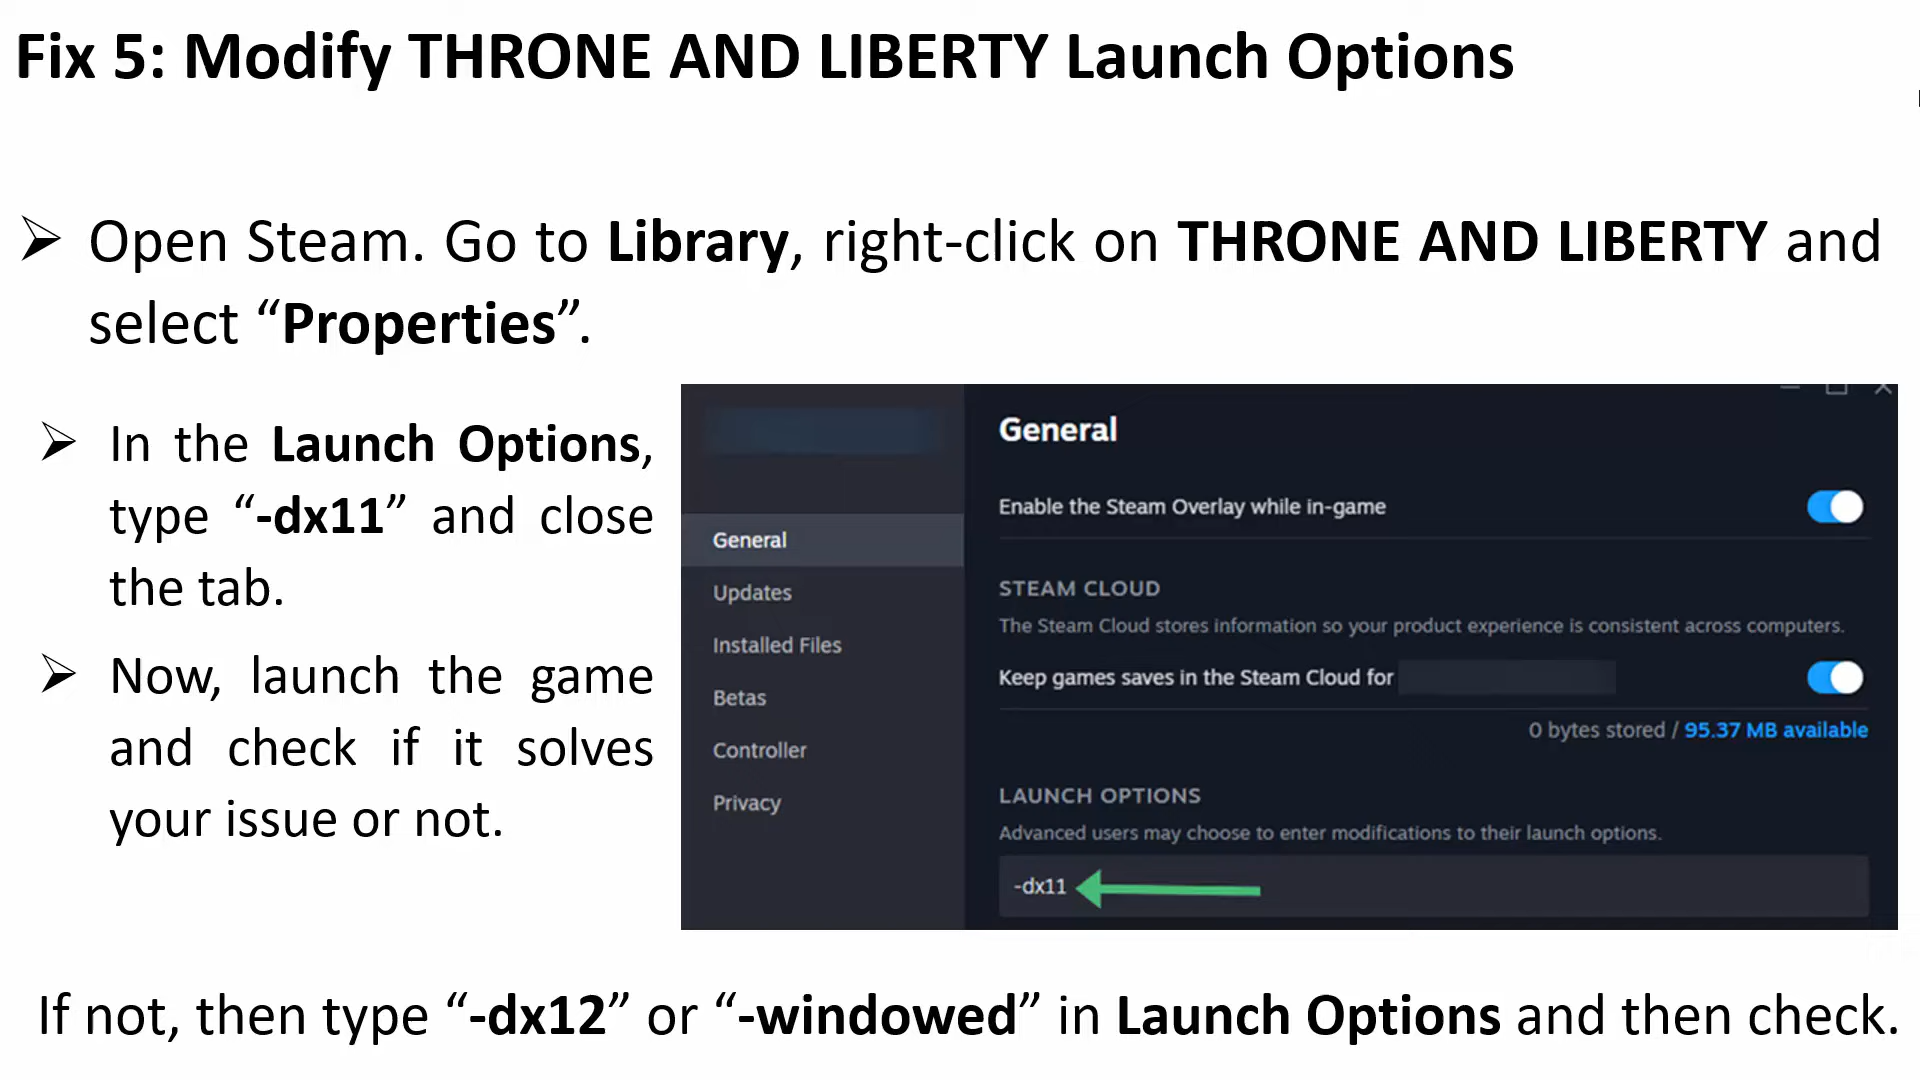 Fix 5: Modify THRONE AND LIBERTY Launch Options
➢ Open Steam. Go to Library, right-click on THRONE AND LIBERTY and
select “Properties”.
➢ In the Launch Options,
type “-dx11” and close
the tab.
➢ Now, launch the game
and check if it solves
your issue or not.
General
Updates
Installed Files
Betas
Controller
Privacy
General
Enable the Steam Overlay while in-game
STEAM CLOUD
The Steam Cloud stores information so your product experience is consistent across computers.
Keep games saves in the Steam Cloud for
0 bytes stored / 95.37 MB available
LAUNCH OPTIONS
Advanced users may choose to enter modifications to their launch options.
-dx11
If not, then type “-dx12” or “-windowed” in Launch Options and then check.